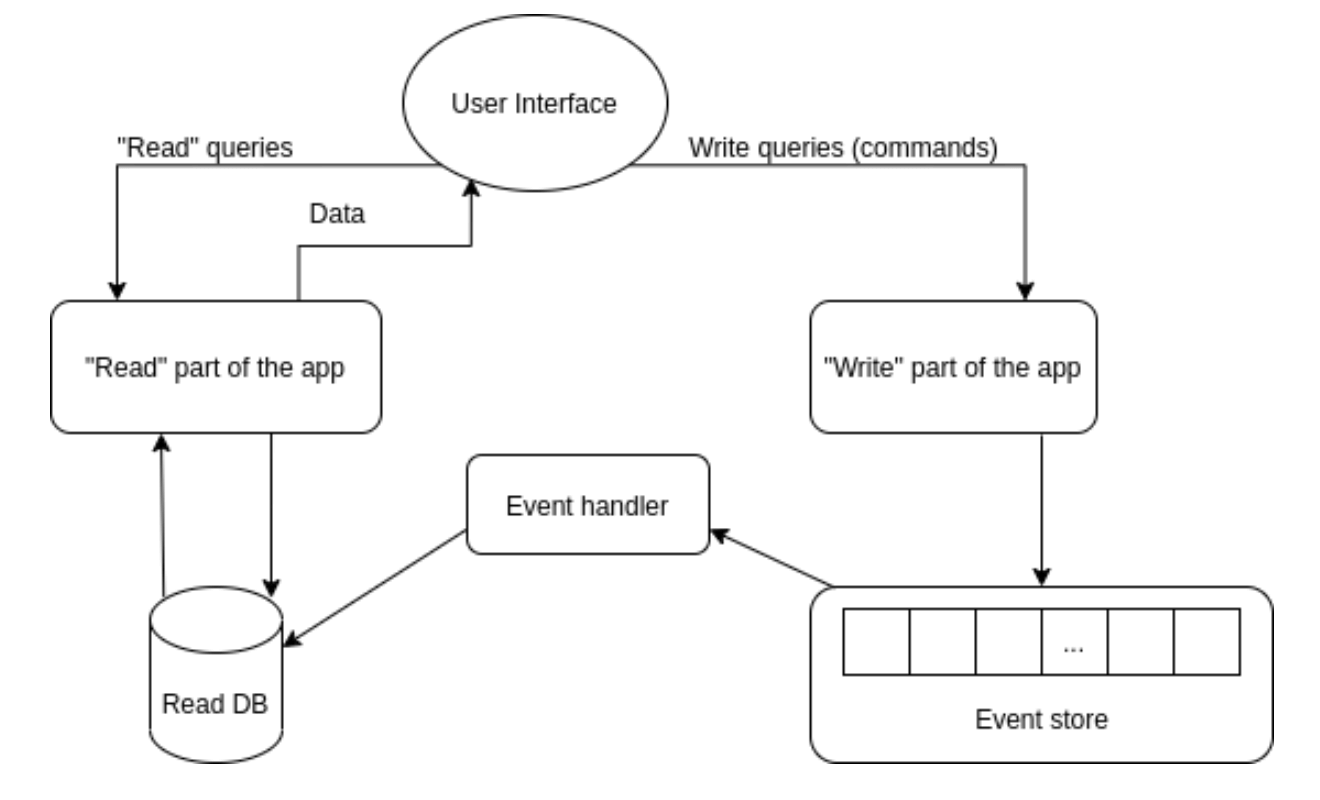 User Interface
"Read" queries
Write queries (commands)
Data
"Read" part of the app
"Write" part of the app
Event handler
...
Read DB
Event store